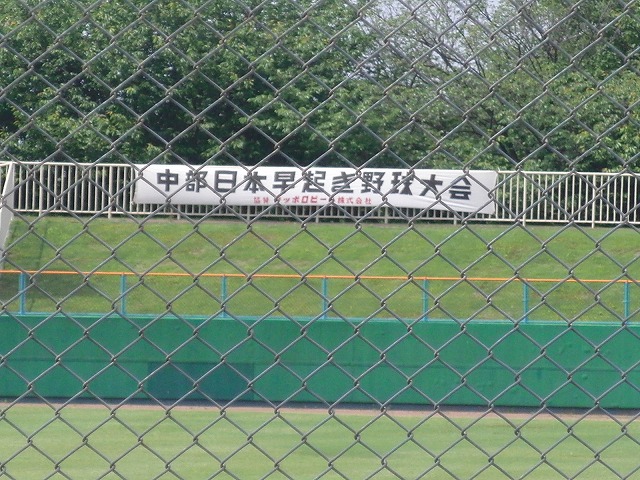 中部日本早起き野球大会
協賛 サッポロビール株式会社